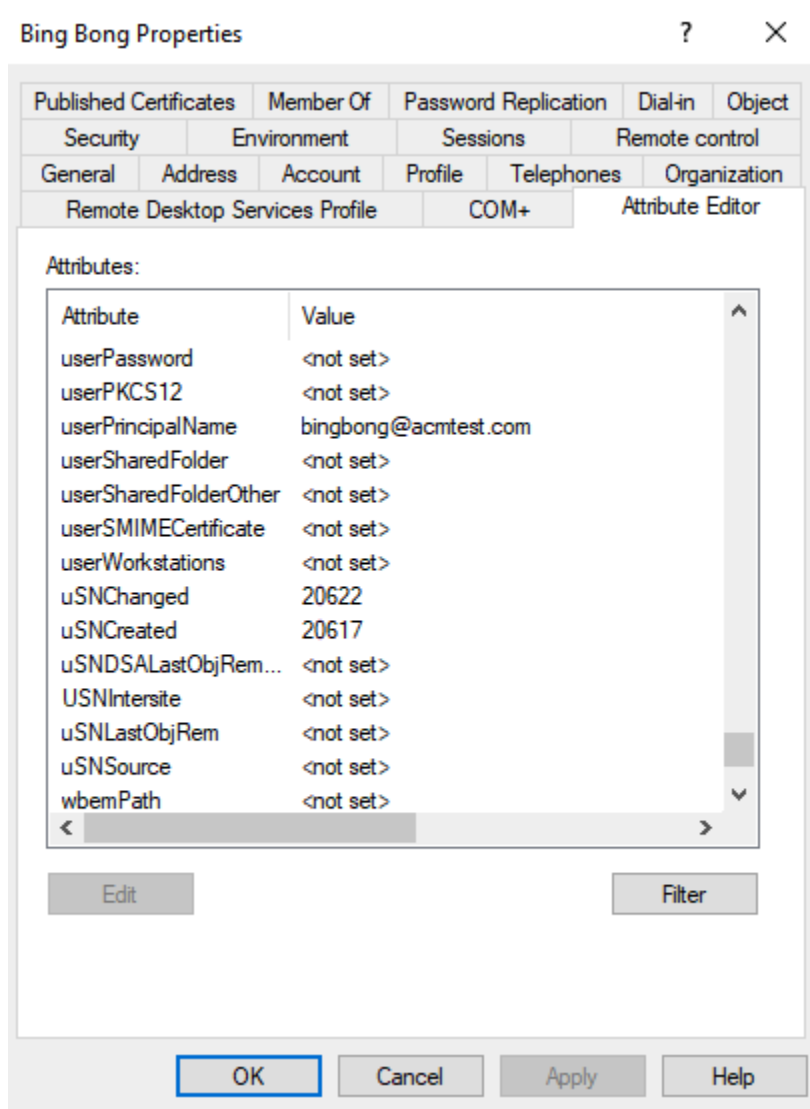 Bing Bong Properties ?
Published Certificates Member Of Password Replication Dial-in Object
Security Environment Sessions Remote control
General Address Account Profile Telephones Organization
Remote Desktop Services Profile COM+ Attribute Editor
Attributes:
Attribute Value
userPassword <not set>
userPKCS12 <not set>
userPrincipalName bingbong@acmtest.com
userSharedFolder <not set>
userSharedFolderOther <not set>
userSMIMECertificate <not set>
userWorkstations <not set>
uSNChanged 20622
uSNCreated 20617
uSNDSALastObjRem... <not set>
USNIntersite <not set>
uSNLastObjRem <not set>
uSNSource <not set>
wbemPath <not set>
Edit Filter
OK Cancel Apply Help